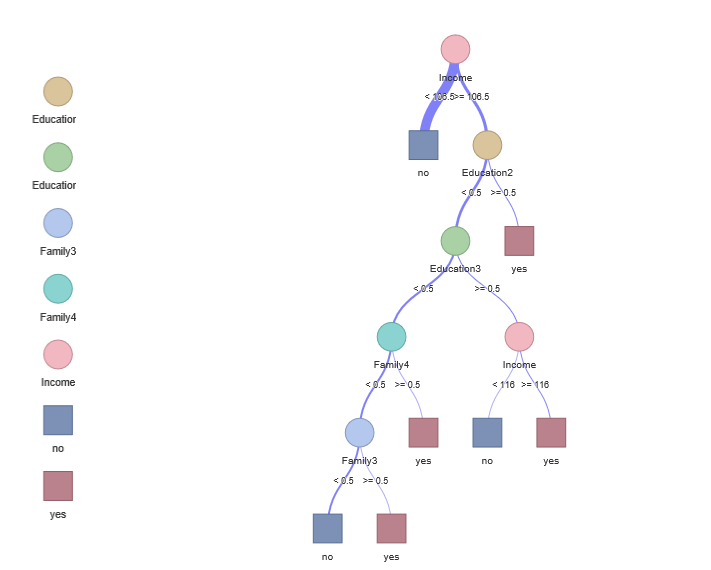 Income
< 106.5 >= 106.5
no
Education2
< 0.5 >= 0.5
Education3
yes
< 0.5 >= 0.5
Family4
Income
< 0.5 >= 0.5
< 116 >= 116
Family3
yes
no
yes
< 0.5 >= 0.5
no
yes
Educatior
Educatior
Family3
Family4
Income
no
yes